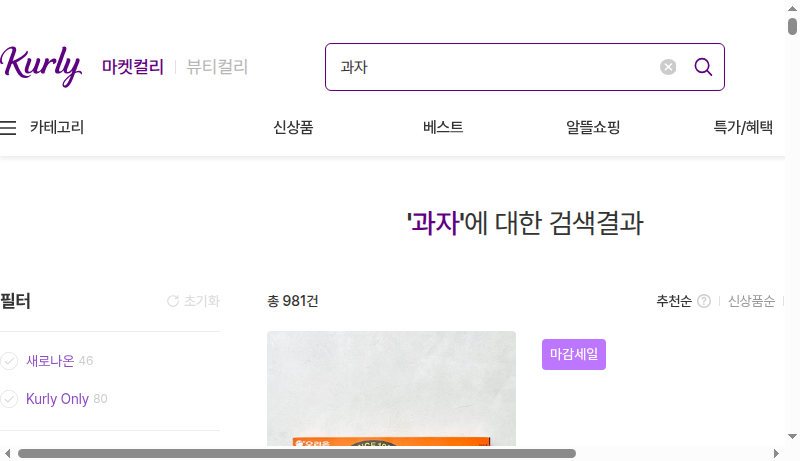 Kurly 마켓컬리 뷰티컬리
과자
카테고리 신상품 베스트 알뜰쇼핑 특가/혜택
'과자'에 대한 검색결과
필터 초기화
총 981건 추천순 ? 신상품순
새로나온 46
마감세일
Kurly Only 80